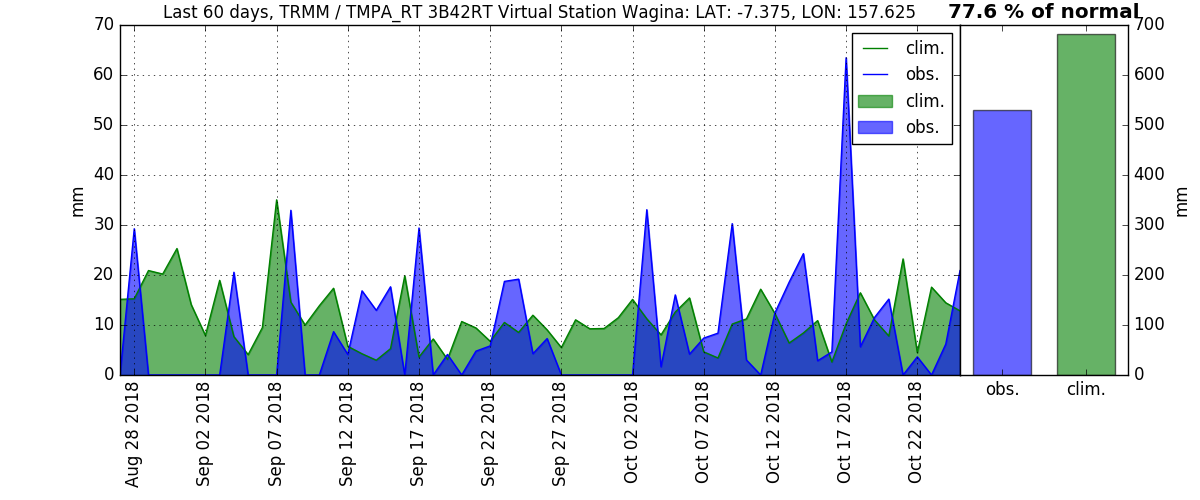 Last 60 days, TRMM / TMPA_RT 3B42RT Virtual Station Wagina: LAT: -7.375, LON: 157.625
77.6 % of normal
70
60
50
40
30
20
10
0
mm
clim.
obs.
clim.
obs.
700
600
500
400
300
200
100
0
mm
obs.
clim.
Aug 28 2018
Sep 02 2018
Sep 07 2018
Sep 12 2018
Sep 17 2018
Sep 22 2018
Sep 27 2018
Oct 02 2018
Oct 07 2018
Oct 12 2018
Oct 17 2018
Oct 22 2018